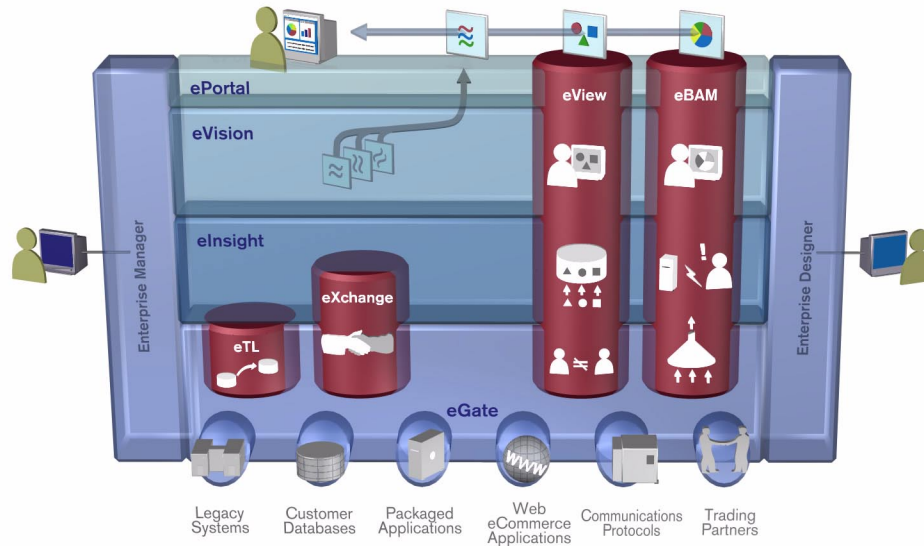 ePortal
eView
eBAM
eVision
eInsight
Enterprise Manager
Enterprise Designer
eXchange
eTL
eGate
WWW
Legacy
Systems
Customer
Databases
Packaged
Applications
Web
eCommerce
Applications
Communications
Protocols
Trading
Partners
!